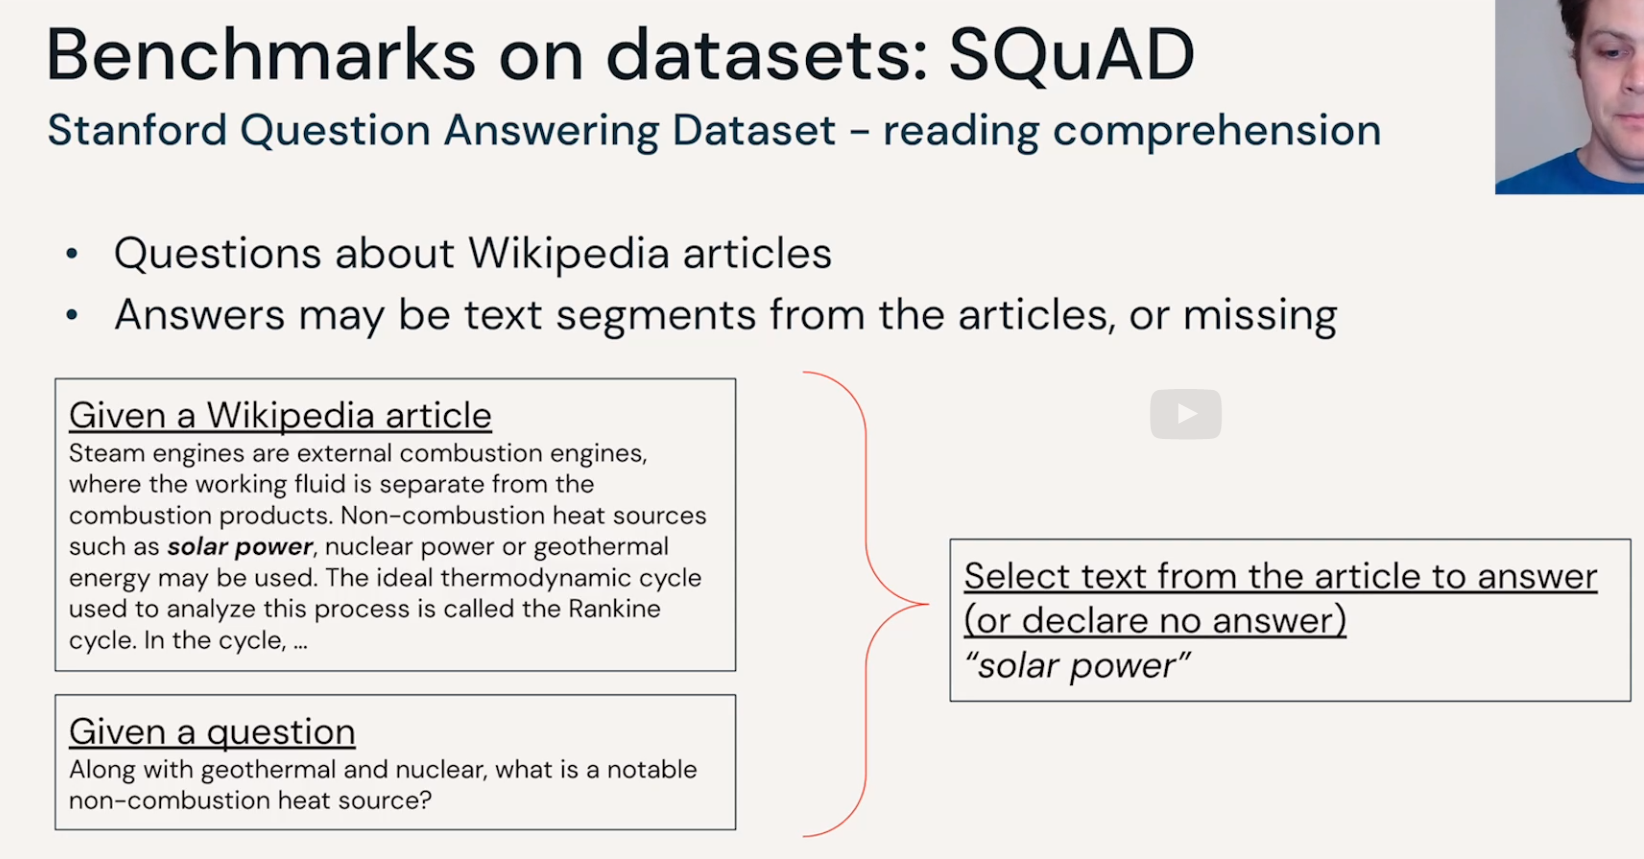 Benchmarks on datasets: SQuAD
Stanford Question Answering Dataset – reading comprehension
• Questions about Wikipedia articles
• Answers may be text segments from the articles, or missing
Given a Wikipedia article
Steam engines are external combustion engines,
where the working fluid is separate from the
combustion products. Non-combustion heat sources
such as solar power, nuclear power or geothermal
energy may be used. The ideal thermodynamic cycle
used to analyze this process is called the Rankine
cycle. In the cycle, ...
Given a question
Along with geothermal and nuclear, what is a notable
non-combustion heat source?
Select text from the article to answer
(or declare no answer)
“solar power”